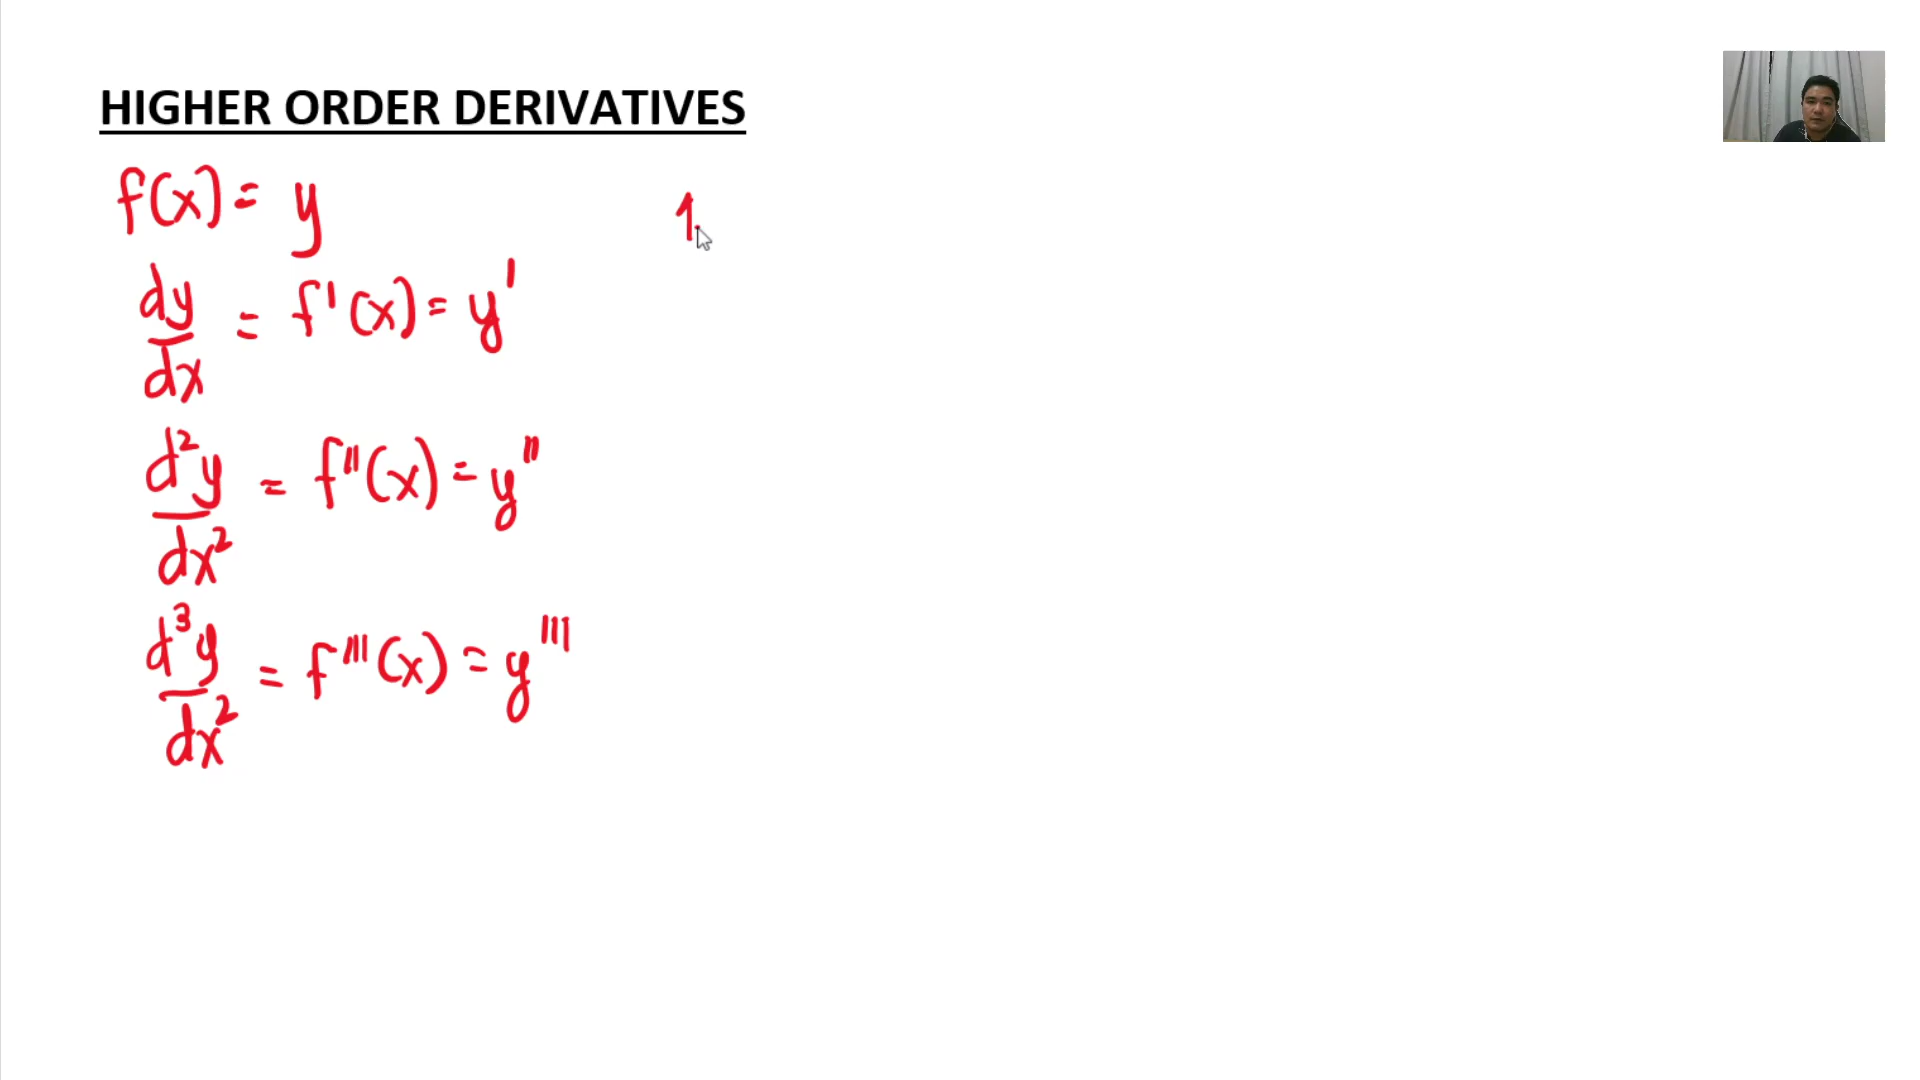 HIGHER ORDER DERIVATIVES
f(x) = y
dy/dx = f'(x) = y'
d²y/dx² = f''(x) = y''
d³y/dx² = f'''(x) = y'''
1.